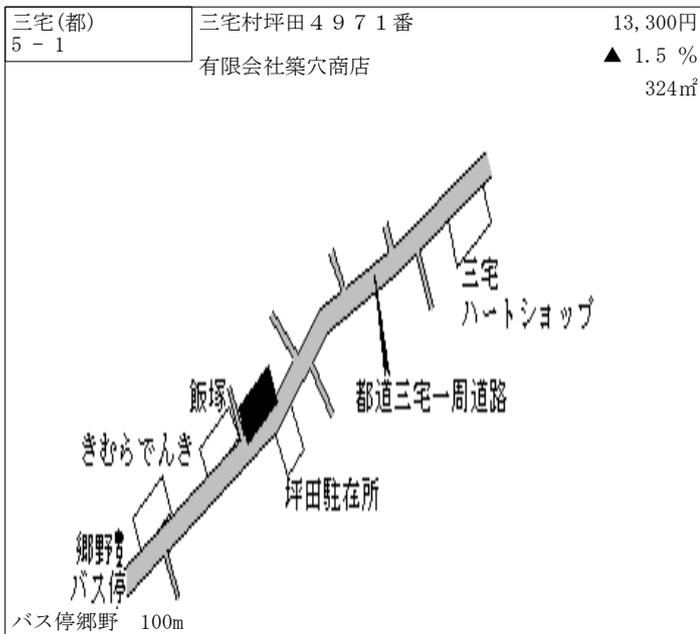 三宅(都)
5 - 1
三宅村坪田４９７１番
有限会社築穴商店
13,300円
▲ 1.5 %
324㎡
三宅
ハートショップ
都道三宅一周道路
飯塚
きむらでんき
坪田駐在所
郷野
バス停
バス停郷野　100m